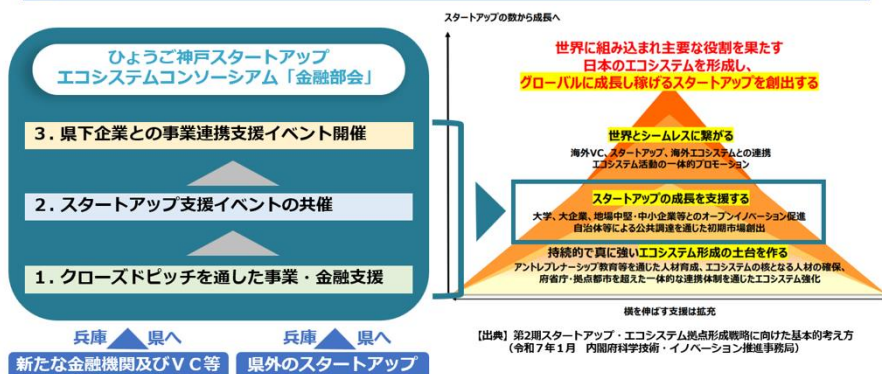 ひょうご神戸スタートアップ
エコシステムコンソーシアム「金融部会」
3．県下企業との事業連携支援イベント開催
2．スタートアップ支援イベントの共催
1．クローズドピッチを通した事業・金融支援
兵庫 県へ
新たな金融機関及びＶＣ等
兵庫 県へ
県外のスタートアップ
スタートアップの数から成長へ
世界に組み込まれ主要な役割を果たす
日本のエコシステムを形成し、
グローバルに成長し稼げるスタートアップを創出する
世界とシームレスに繋がる
海外VC、スタートアップ、海外エコシステムとの連携
エコシステム活動の一体的プロモーション
スタートアップの成長を支援する
大学、大企業、地場中堅・中小企業等とのオープンイノベーション促進
自治体等による公共調達を通じた初期市場創出
持続的で真に強いエコシステム形成の土台を作る
アントレプレナーシップ教育等を通じた人材育成、エコシステムの核となる人材の確保、
府省庁・拠点都市を超えた一体的な連携体制を通じたエコシステム強化
横を伸ばす支援は拡充
【出典】第2期スタートアップ・エコシステム拠点形成戦略に向けた基本的考え方
（令和７年１月 内閣府科学技術・イノベーション推進事務局）